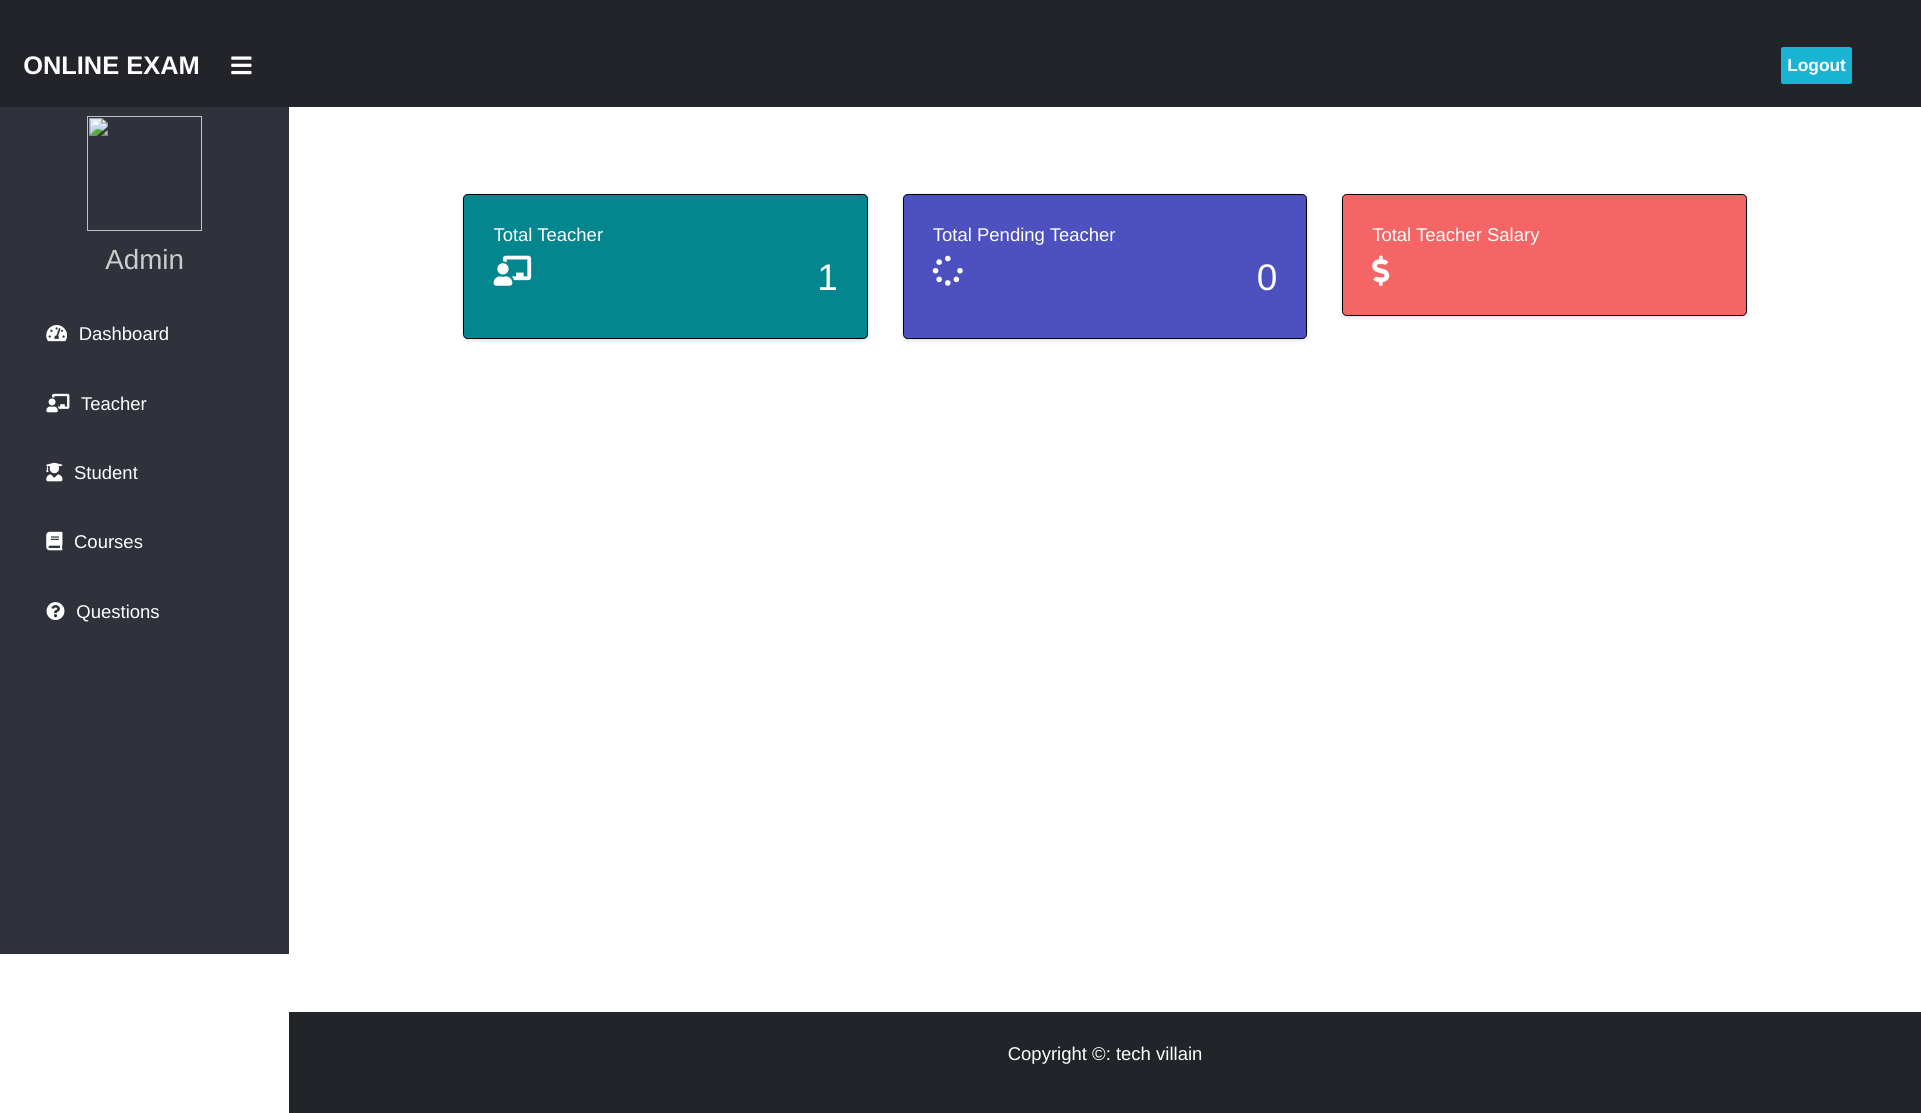 ONLINE EXAM
Logout
Admin
Dashboard
Teacher
Student
Courses
Questions
Total Teacher
1
Total Pending Teacher
0
Total Teacher Salary
$
Copyright ©: tech villain